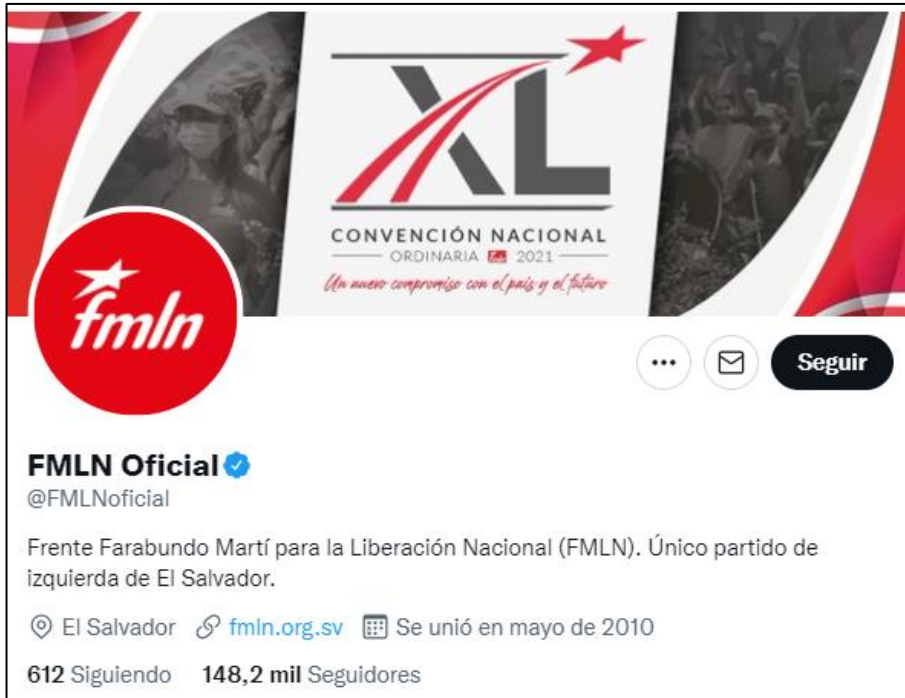 XL
CONVENCIÓN NACIONAL
ORDINARIA fmln 2021
Un nuevo compromiso con el país y el futuro
fmln
Seguir
FMLN Oficial
@FMLNoficial
Frente Farabundo Martí para la Liberación Nacional (FMLN). Único partido de
izquierda de El Salvador.
El Salvador fmln.org.sv Se unió en mayo de 2010
612 Siguiendo 148,2 mil Seguidores